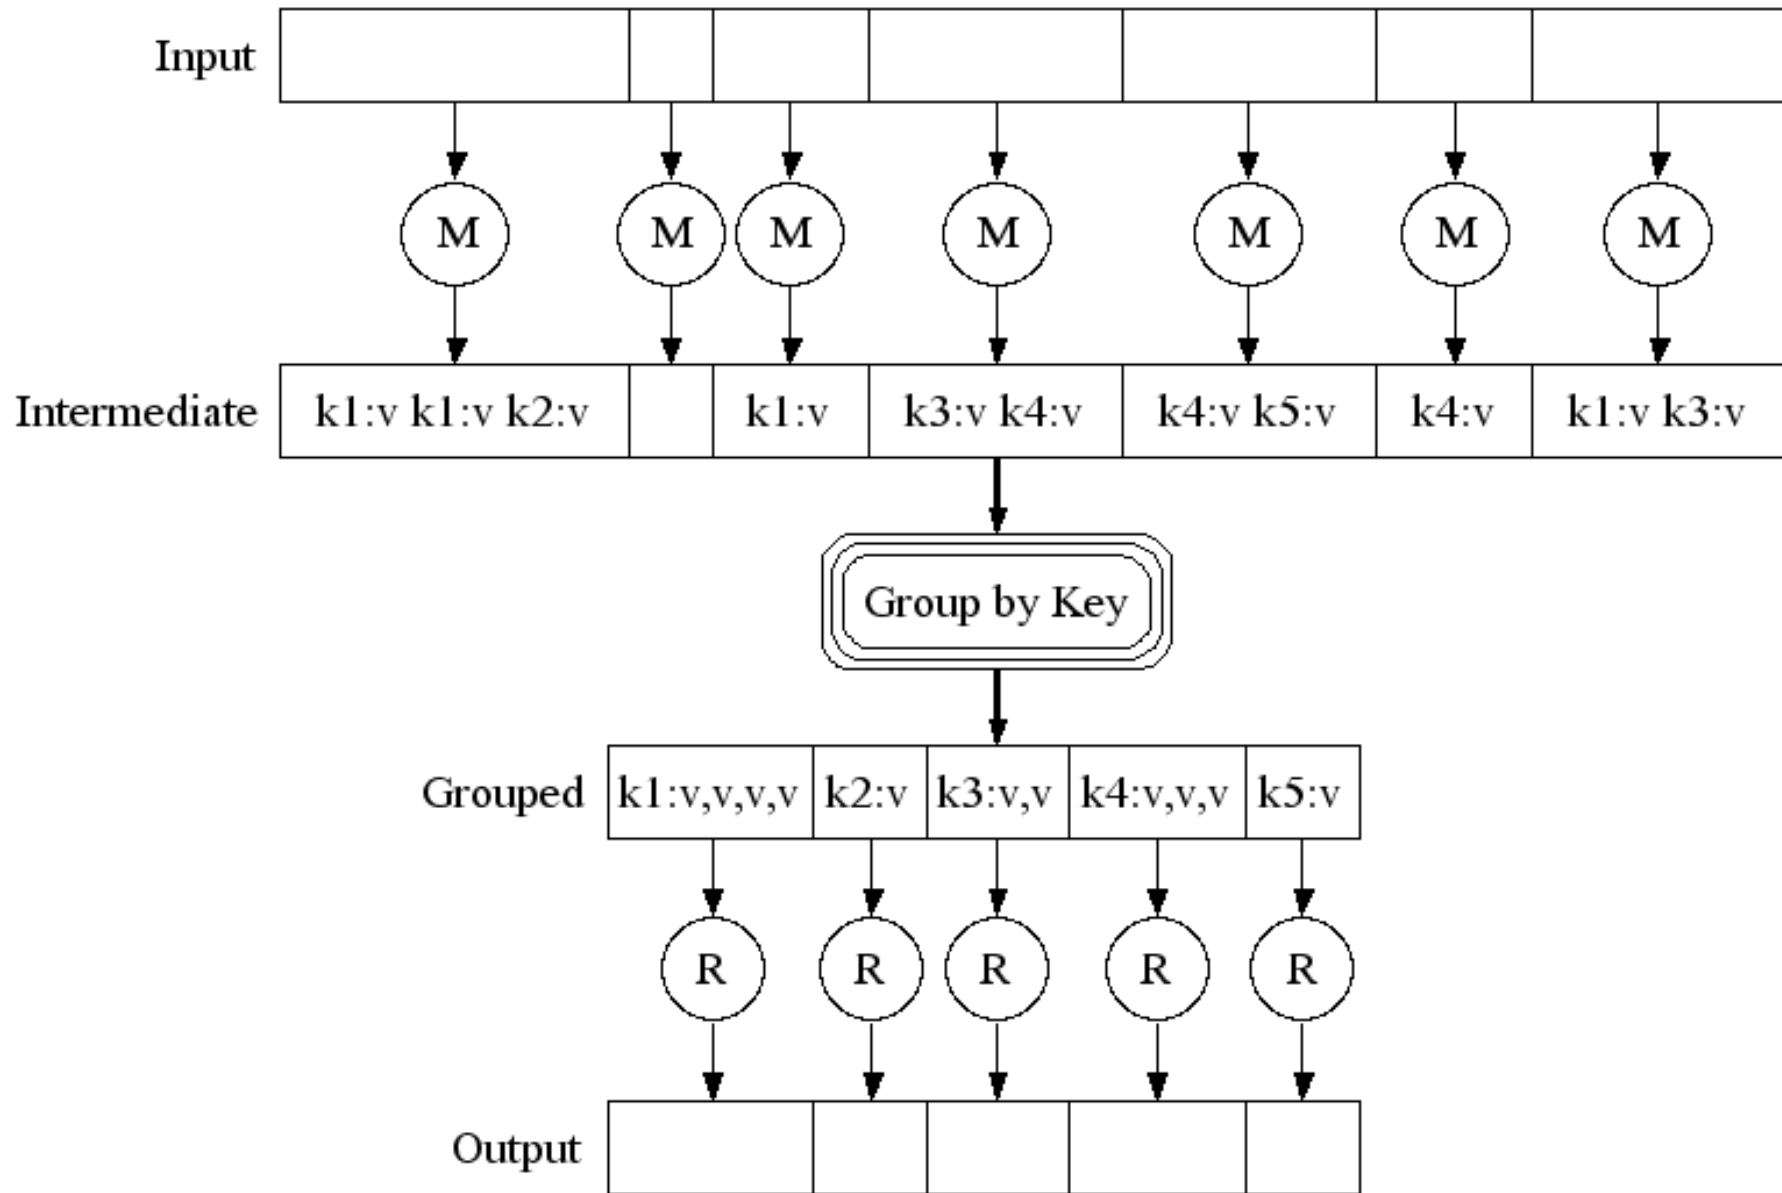 Input
M M M M M M M
Intermediate k1:v k1:v k2:v k1:v k3:v k4:v k4:v k5:v k4:v k1:v k3:v
Group by Key
Grouped k1:v,v,v,v k2:v k3:v,v k4:v,v,v k5:v
R R R R R
Output